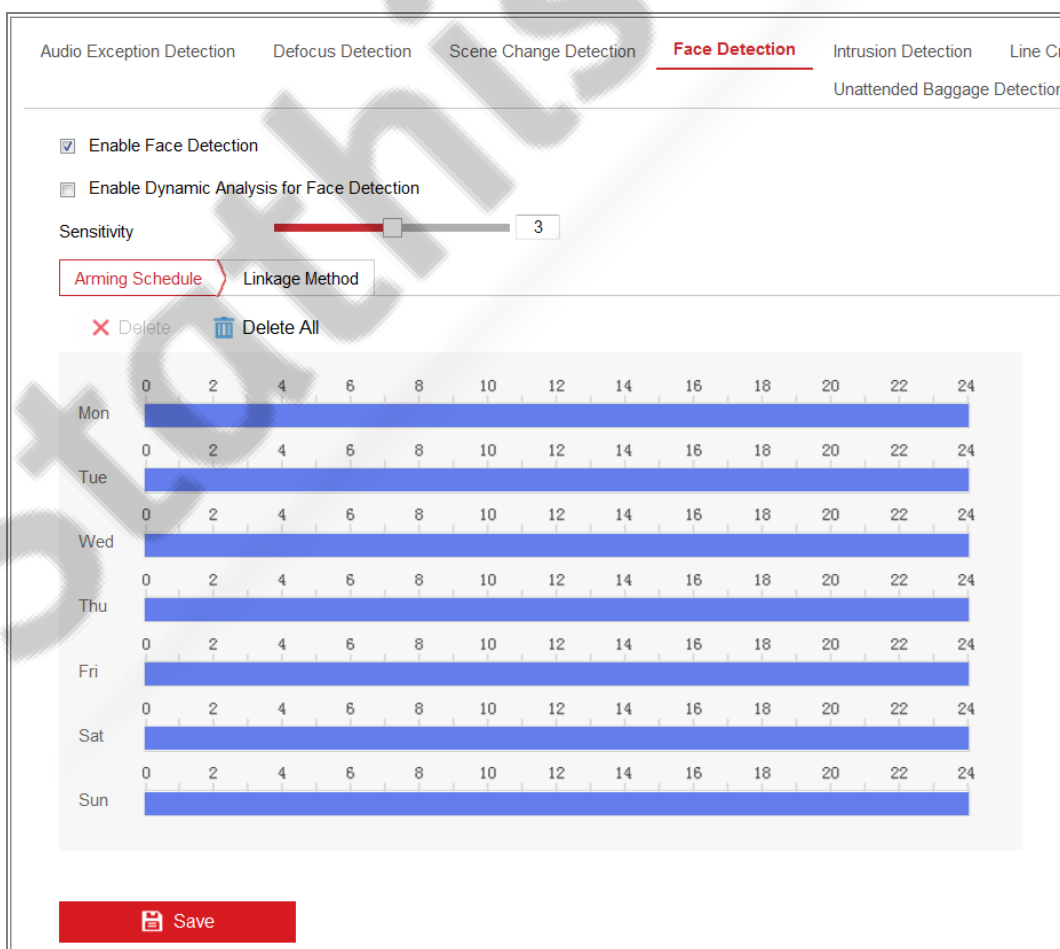 Audio Exception Detection Defocus Detection Scene Change Detection Face Detection Intrusion Detection Line Cr
Unattended Baggage Detection
Enable Face Detection
Enable Dynamic Analysis for Face Detection
Sensitivity 3
Arming Schedule Linkage Method
Delete Delete All
0 2 4 6 8 10 12 14 16 18 20 22 24
Mon
0 2 4 6 8 10 12 14 16 18 20 22 24
Tue
0 2 4 6 8 10 12 14 16 18 20 22 24
Wed
0 2 4 6 8 10 12 14 16 18 20 22 24
Thu
0 2 4 6 8 10 12 14 16 18 20 22 24
Fri
0 2 4 6 8 10 12 14 16 18 20 22 24
Sat
0 2 4 6 8 10 12 14 16 18 20 22 24
Sun
Save
stathis